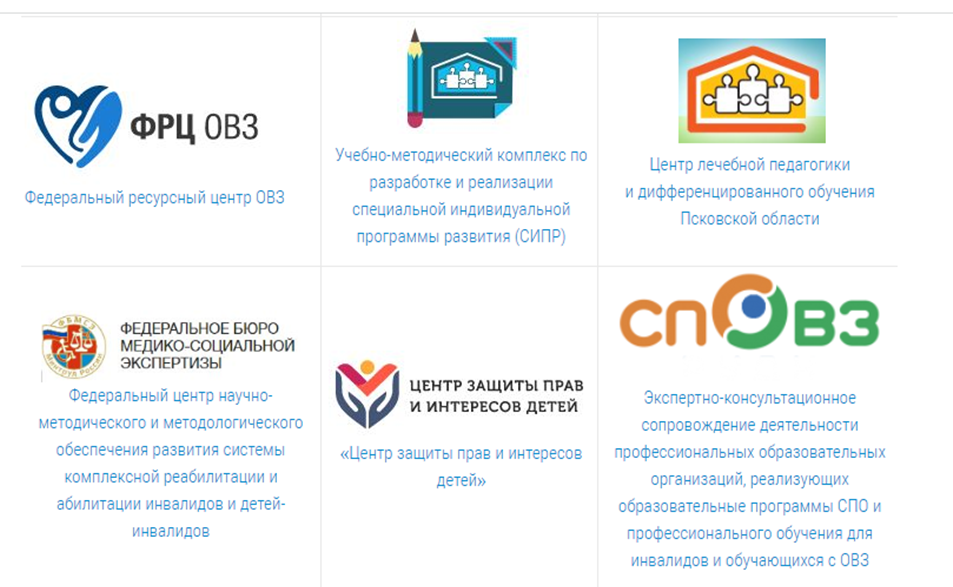 ФРЦ ОВЗ
Федеральный ресурсный центр ОВЗ
Учебно-методический комплекс по
разработке и реализации
специальной индивидуальной
программы развития (СИПР)
Центр лечебной педагогики
и дифференцированного обучения
Псковской области
ФБМСЭ
МИНТРУД РОССИИ
ФЕДЕРАЛЬНОЕ БЮРО
МЕДИКО-СОЦИАЛЬНОЙ
ЭКСПЕРТИЗЫ
Федеральный центр научно-
методического и методологического
обеспечения развития системы
комплексной реабилитации и
абилитации инвалидов и детей-
инвалидов
ЦЕНТР ЗАЩИТЫ ПРАВ
И ИНТЕРЕСОВ ДЕТЕЙ
«Центр защиты прав и интересов
детей»
СПОВЗ
Экспертно-консультационное
сопровождение деятельности
профессиональных образовательных
организаций, реализующих
образовательные программы СПО и
профессионального обучения для
инвалидов и обучающихся с ОВЗ